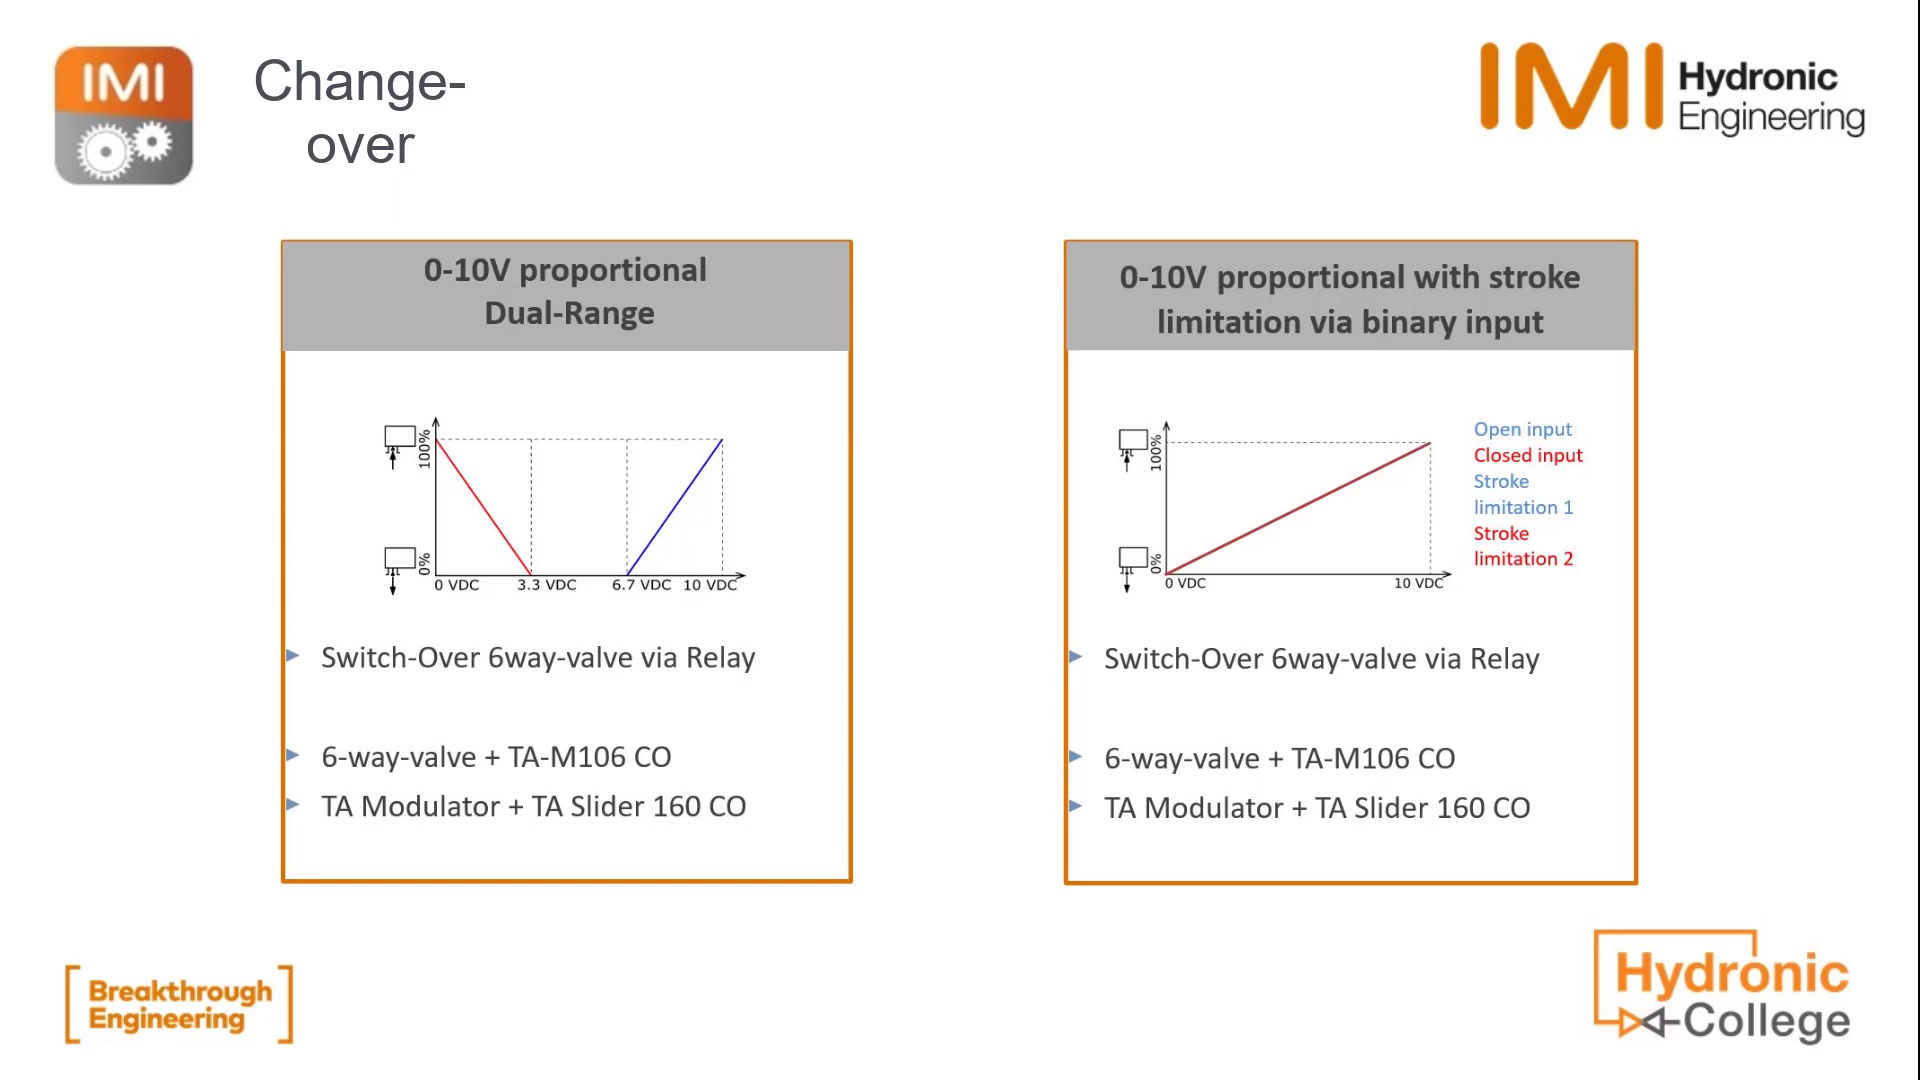 IMI
Change-
over
IMI Hydronic
Engineering
0-10V proportional
Dual-Range
100%
0%
0 VDC 3.3 VDC 6.7 VDC 10 VDC
Switch-Over 6way-valve via Relay
6-way-valve + TA-M106 CO
TA Modulator + TA Slider 160 CO
0-10V proportional with stroke
limitation via binary input
100%
0%
0 VDC 10 VDC
Open input
Closed input
Stroke
limitation 1
Stroke
limitation 2
Switch-Over 6way-valve via Relay
6-way-valve + TA-M106 CO
TA Modulator + TA Slider 160 CO
Breakthrough
Engineering
Hydronic
College